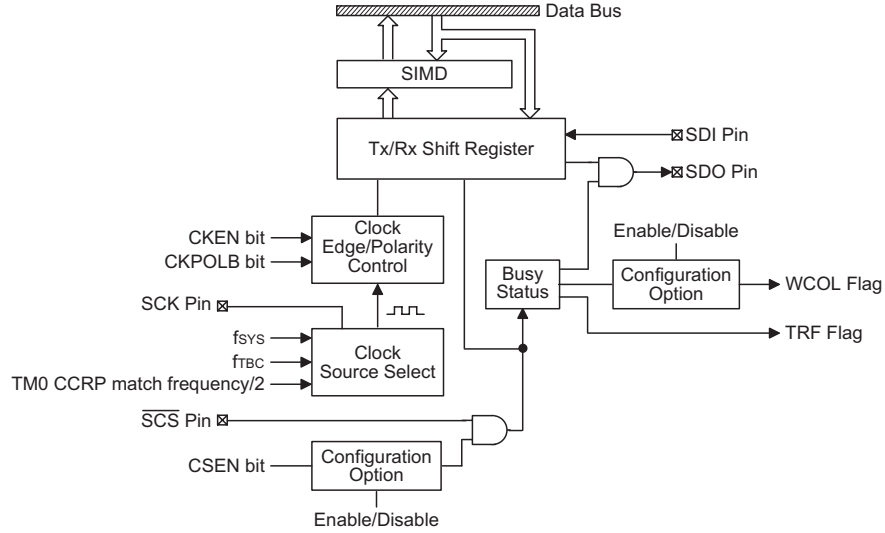 Data Bus
SIMD
Tx/Rx Shift Register
SDI Pin
SDO Pin
CKEN bit
CKPOLB bit
Clock
Edge/Polarity
Control
Enable/Disable
Busy
Status
Configuration
Option
WCOL Flag
TRF Flag
SCK Pin
fSYS
fTBC
TM0 CCRP match frequency/2
Clock
Source Select
S̅C̅S̅ Pin
CSEN bit
Configuration
Option
Enable/Disable